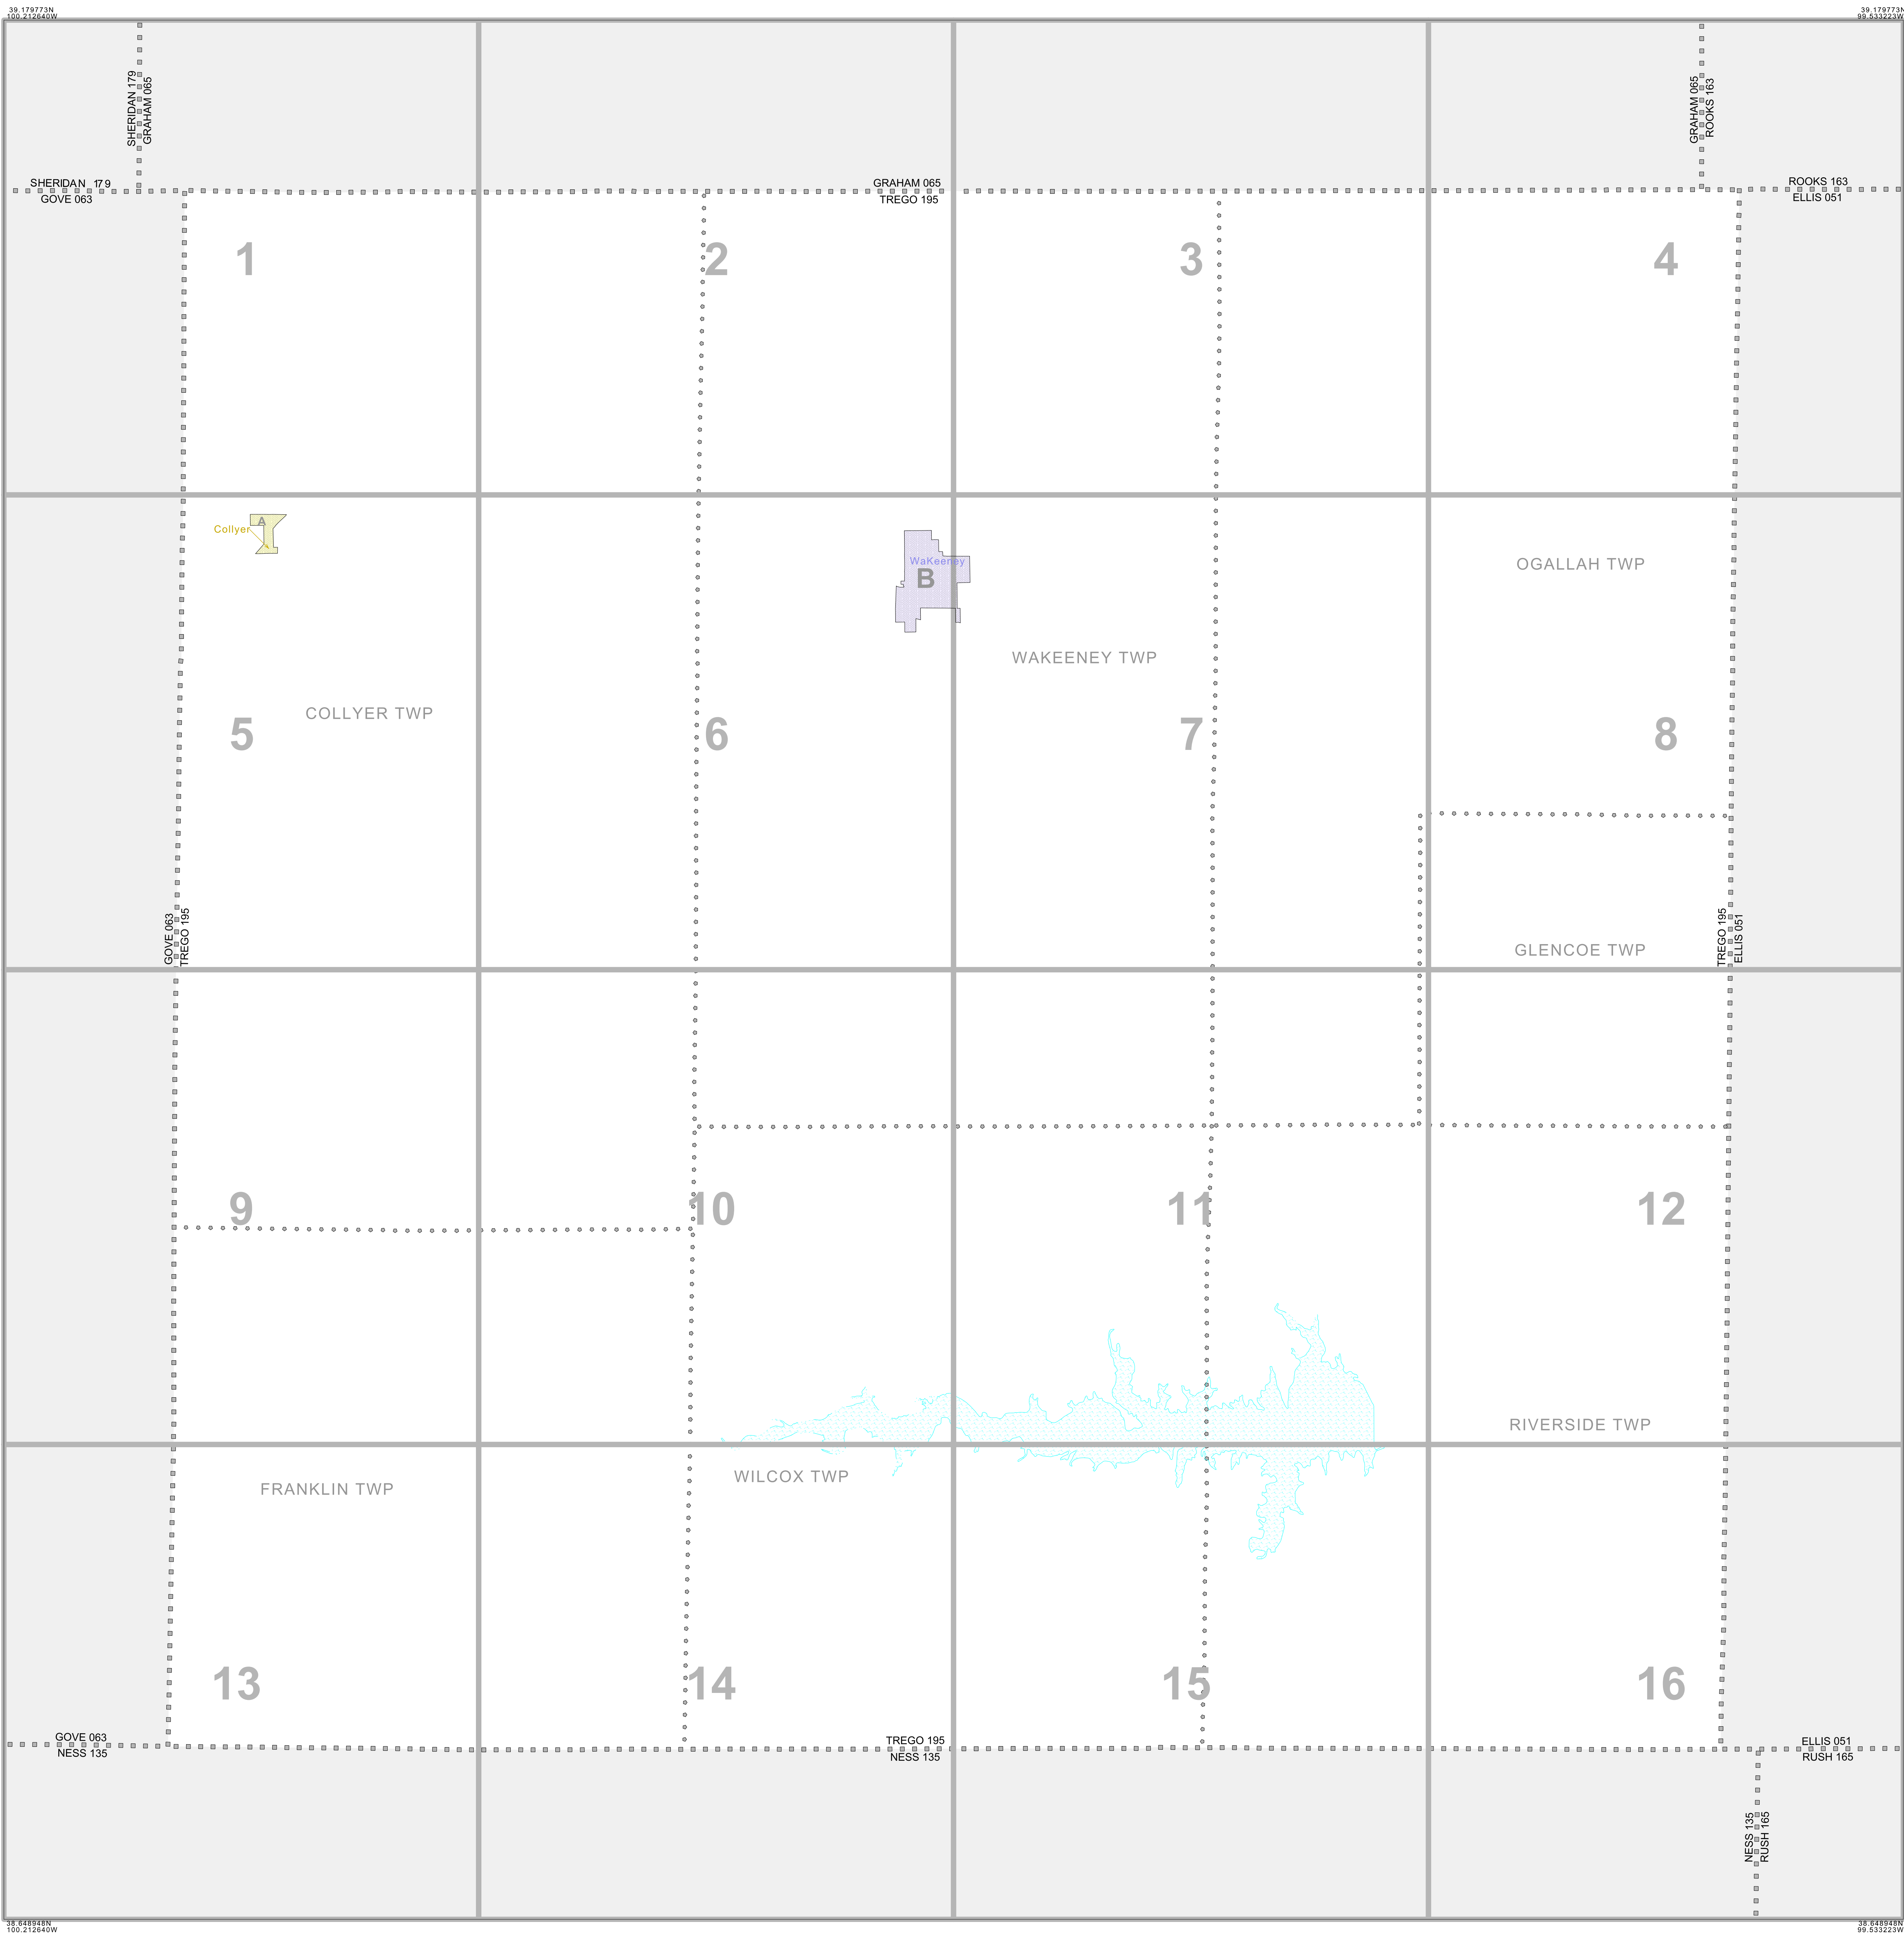 39.179773N
100.212640W
39.179773N
99.533223W
SHERIDAN 179
GRAHAM 065
GRAHAM 065
ROOKS 163
SHERIDAN 179
GOVE 063
GRAHAM 065
TREGO 195
ROOKS 163
ELLIS 051
1
2
3
4
A
Collyer
WaKeeney
B
OGALLAH TWP
WAKEENEY TWP
COLLYER TWP
5
6
7
8
GOVE 063
TREGO 195
TREGO 195
ELLIS 051
GLENCOE TWP
9
10
11
12
RIVERSIDE TWP
WILCOX TWP
FRANKLIN TWP
13
14
15
16
GOVE 063
NESS 135
TREGO 195
NESS 135
ELLIS 051
RUSH 165
NESS 135
RUSH 165
38.648948N
100.212640W
38.648948N
99.533223W